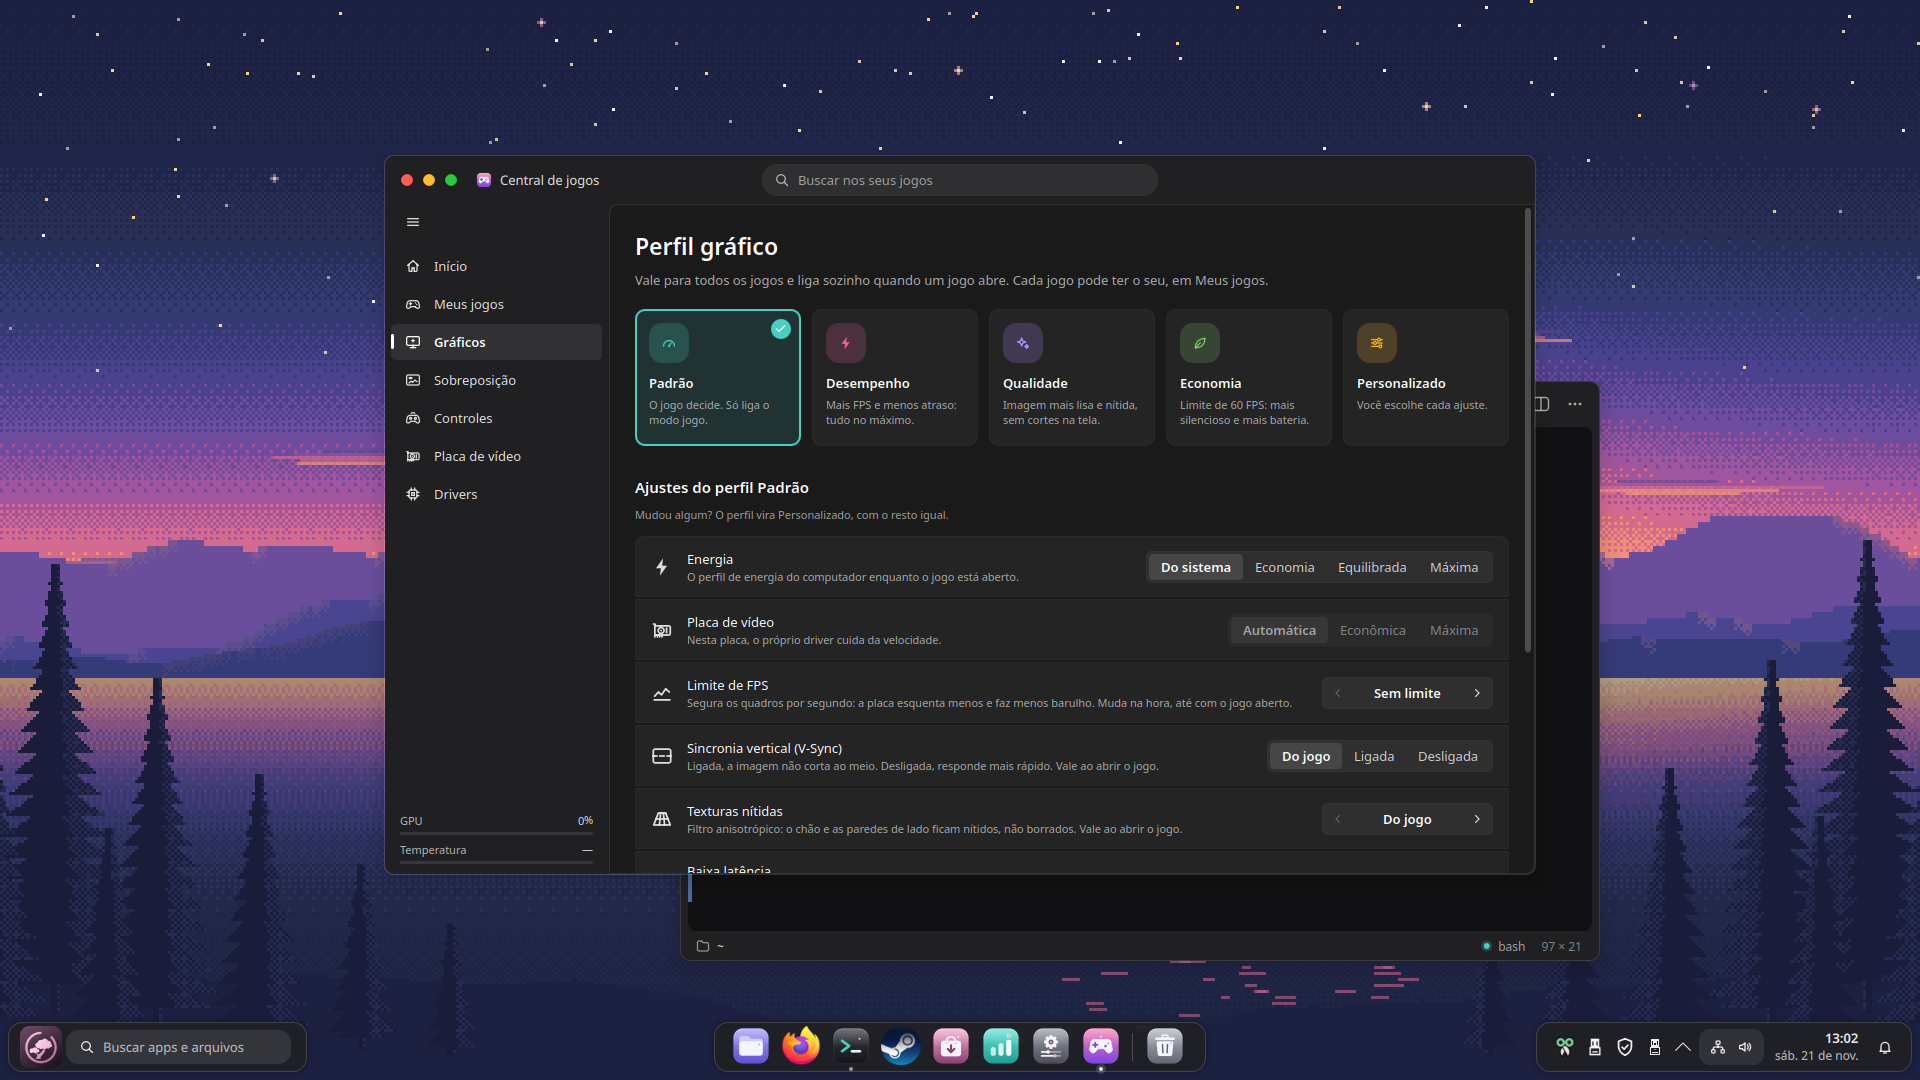 Central de jogos
Buscar nos seus jogos
Início
Meus jogos
Gráficos
Sobreposição
Controles
Placa de vídeo
Drivers
GPU 0%
Temperatura —
Perfil gráfico
Vale para todos os jogos e liga sozinho quando um jogo abre. Cada jogo pode ter o seu, em Meus jogos.
Padrão
O jogo decide. Só liga o
modo jogo.
Desempenho
Mais FPS e menos atraso:
tudo no máximo.
Qualidade
Imagem mais lisa e nítida,
sem cortes na tela.
Economia
Limite de 60 FPS: mais
silencioso e mais bateria.
Personalizado
Você escolhe cada ajuste.
Ajustes do perfil Padrão
Mudou algum? O perfil vira Personalizado, com o resto igual.
Energia
O perfil de energia do computador enquanto o jogo está aberto.
Do sistema Economia Equilibrada Máxima
Placa de vídeo
Nesta placa, o próprio driver cuida da velocidade.
Automática Econômica Máxima
Limite de FPS
Segura os quadros por segundo: a placa esquenta menos e faz menos barulho. Muda na hora, até com o jogo aberto.
Sem limite
Sincronia vertical (V-Sync)
Ligada, a imagem não corta ao meio. Desligada, responde mais rápido. Vale ao abrir o jogo.
Do jogo Ligada Desligada
Texturas nítidas
Filtro anisotrópico: o chão e as paredes de lado ficam nítidos, não borrados. Vale ao abrir o jogo.
Do jogo
Baixa latência
~
bash 97 × 21
Buscar apps e arquivos
13:02
sáb. 21 de nov.